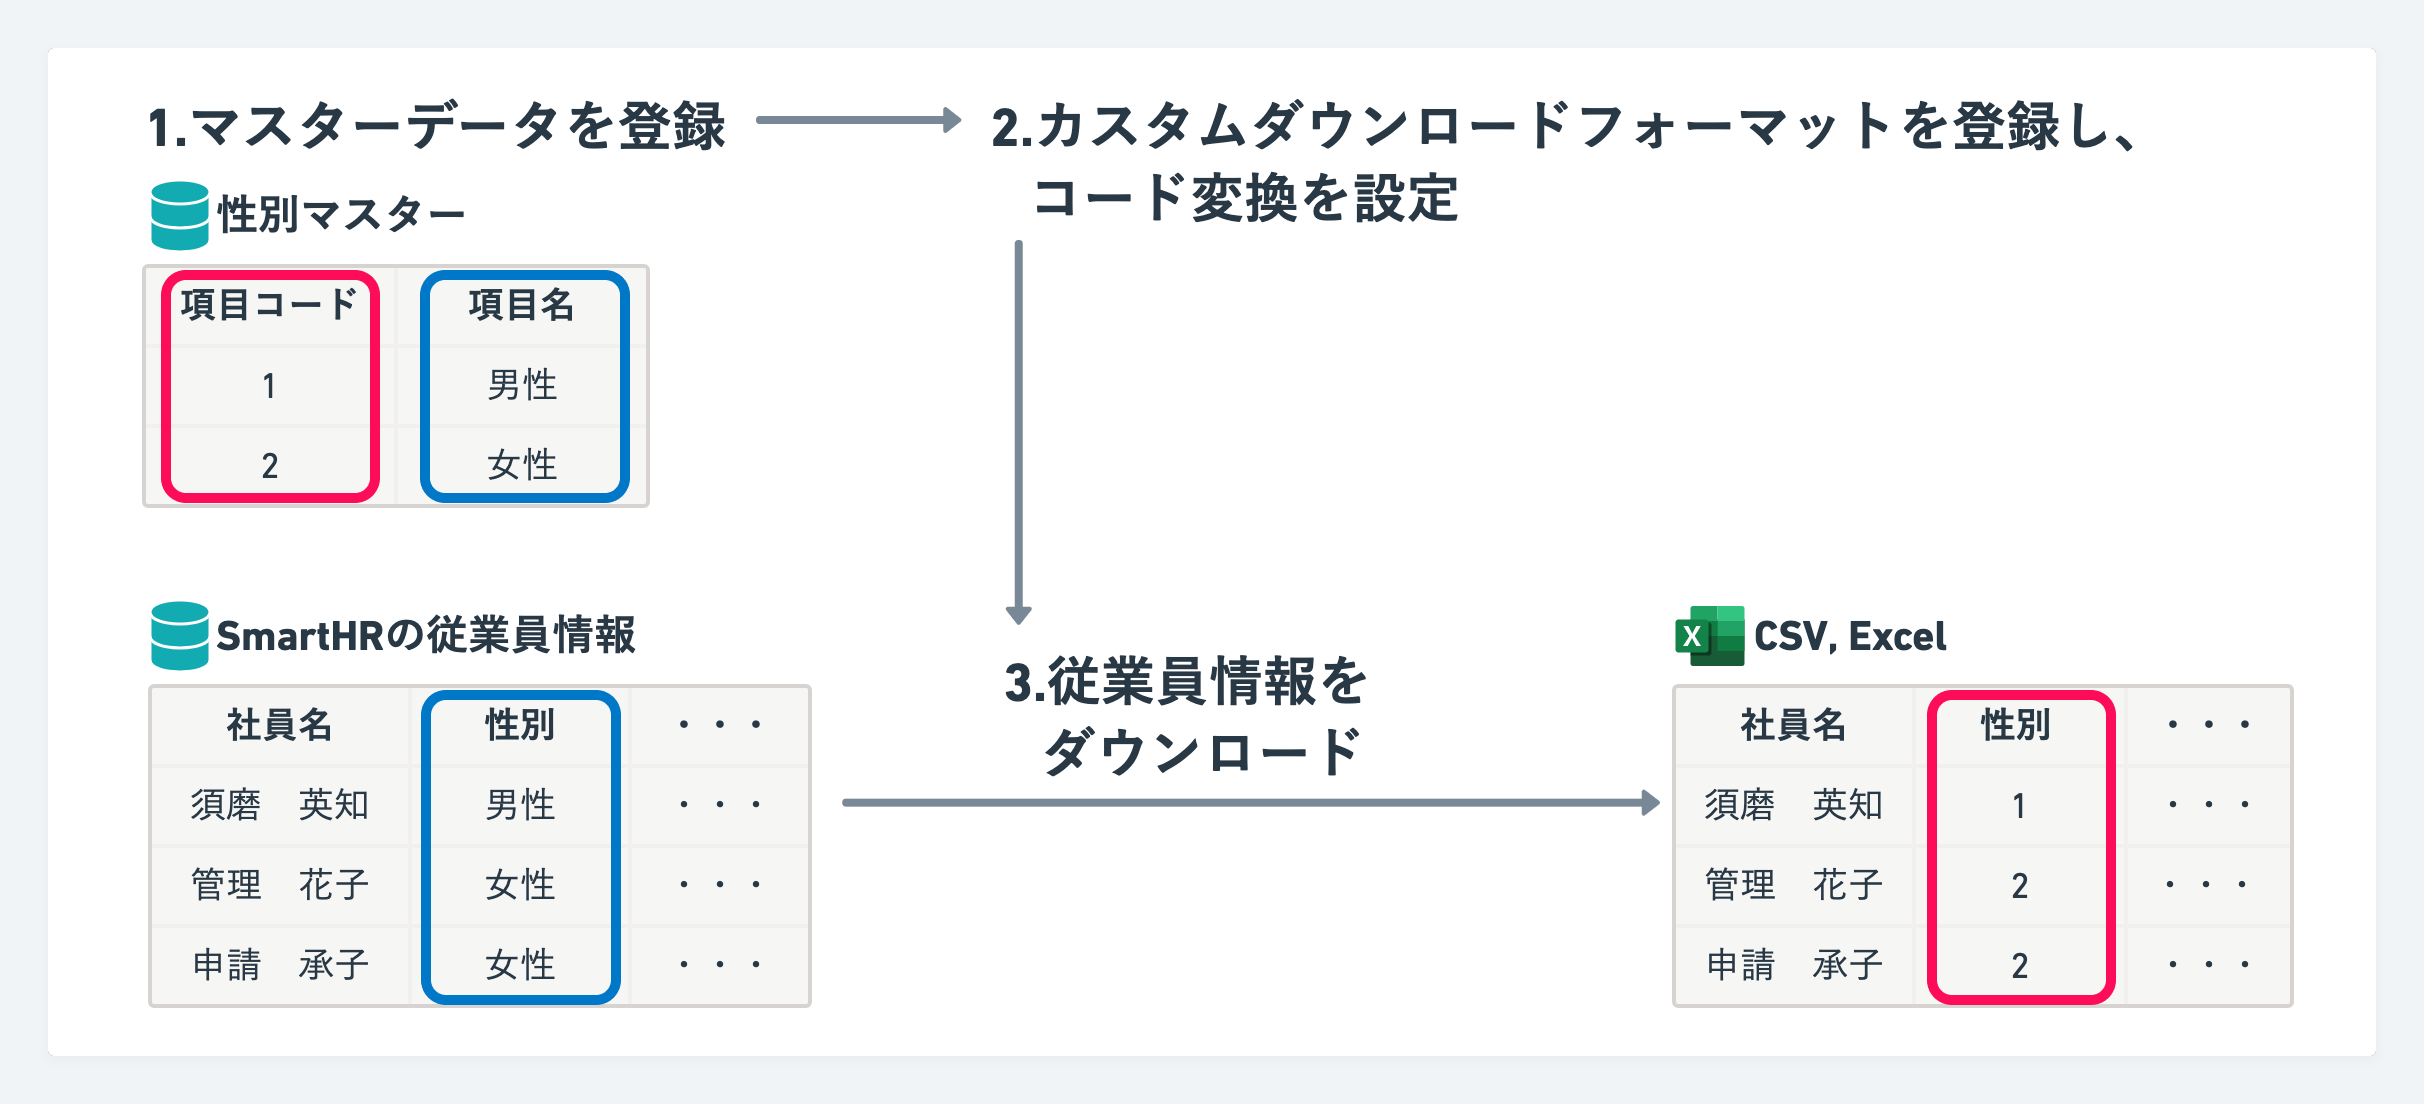 1.マスターデータを登録
2.カスタムダウンロードフォーマットを登録し、
コード変換を設定
性別マスター
項目コード 項目名
1 男性
2 女性
SmartHRの従業員情報
社員名 性別 ・・・
須磨　英知 男性 ・・・
管理　花子 女性 ・・・
申請　承子 女性 ・・・
3.従業員情報を
ダウンロード
X CSV, Excel
社員名 性別 ・・・
須磨　英知 1 ・・・
管理　花子 2 ・・・
申請　承子 2 ・・・